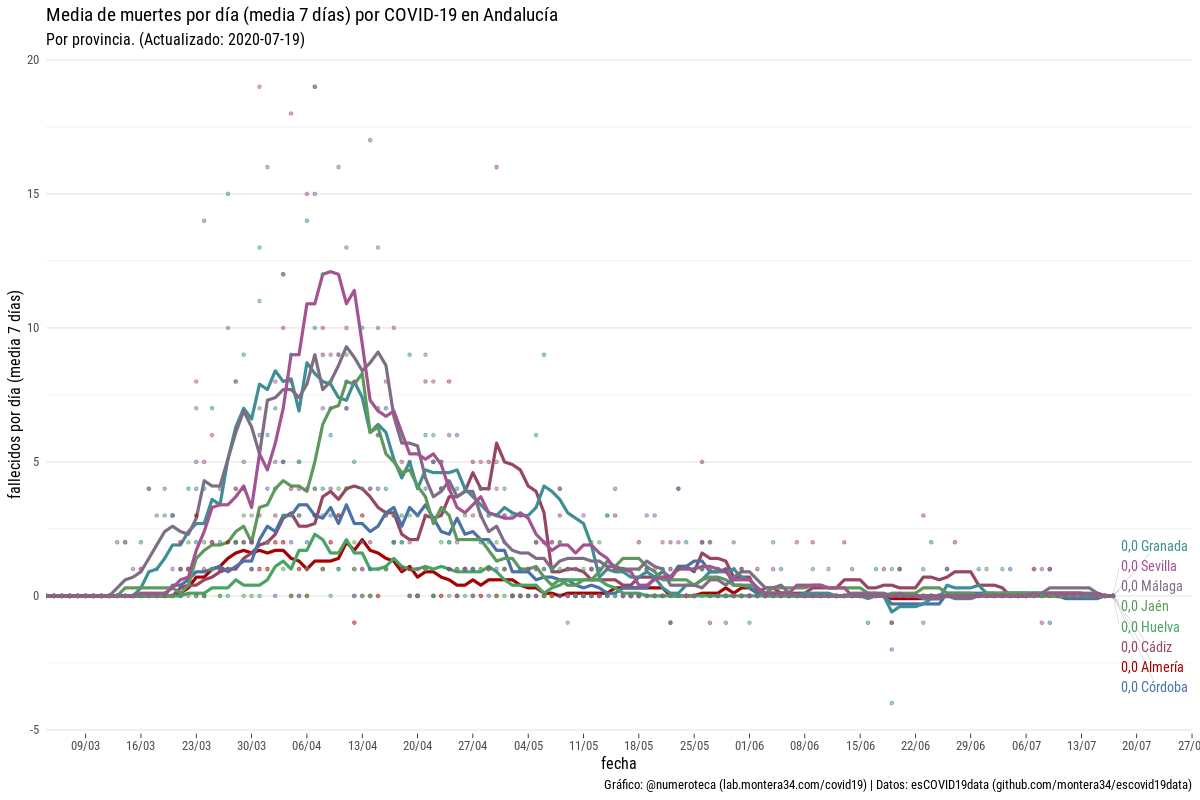 Media de muertes por día (media 7 días) por COVID-19 en Andalucía
Por provincia. (Actualizado: 2020-07-19)
fallecidos por día (media 7 días)
20
15
10
5
0
-5
0,0 Granada
0,0 Sevilla
0,0 Málaga
0,0 Jaén
0,0 Huelva
0,0 Cádiz
0,0 Almería
0,0 Córdoba
09/03 16/03 23/03 30/03 06/04 13/04 20/04 27/04 04/05 11/05 18/05 25/05 01/06 08/06 15/06 22/06 29/06 06/07 13/07 20/07 27/0
fecha
Gráfico: @numeroteca (lab.montera34.com/covid19) | Datos: esCOVID19data (github.com/montera34/escovid19data)